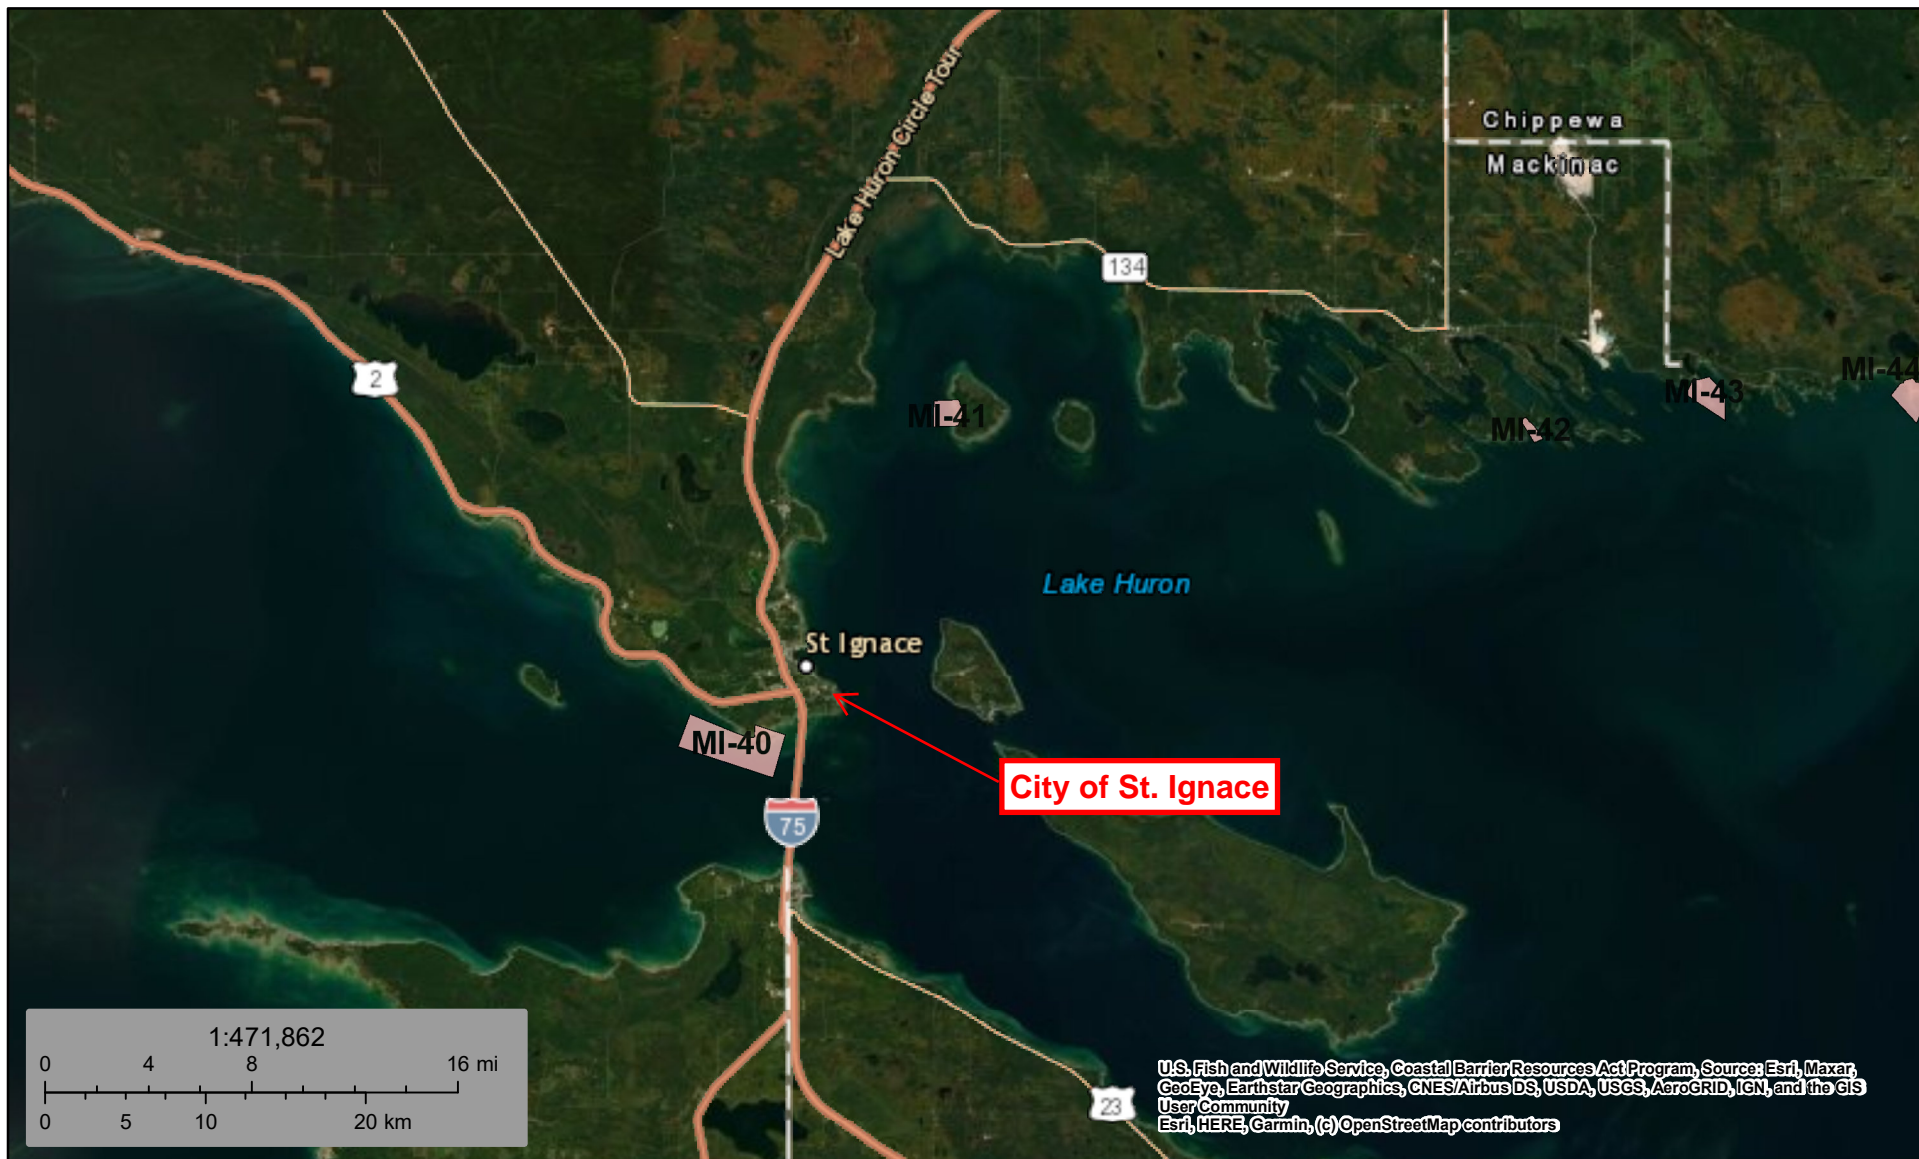 Lake Huron Circle Tour
Chippewa
Mackinac
134
2
MI-41
MI-42
MI-43
MI-44
Lake Huron
St Ignace
MI-40
City of St. Ignace
75
23
1:471,862
0 4 8 16 mi
0 5 10 20 km
U.S. Fish and Wildlife Service, Coastal Barrier Resources Act Program, Source: Esri, Maxar,
GeoEye, Earthstar Geographics, CNES/Airbus DS, USDA, USGS, AeroGRID, IGN, and the GIS
User Community
Esri, HERE, Garmin, (c) OpenStreetMap contributors